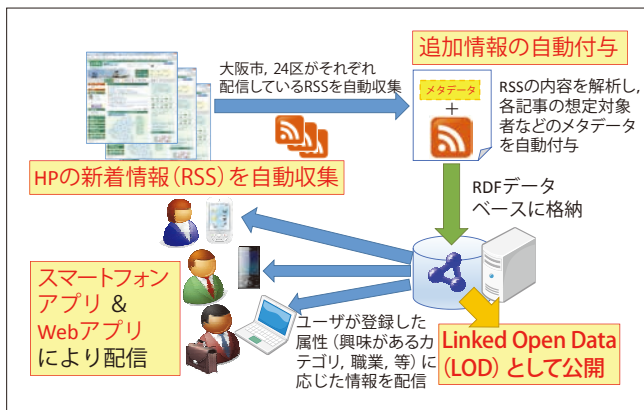 大阪市，24区がそれぞれ
配信しているRSSを自動収集
追加情報の自動付与
メタデータ
+
RSSの内容を解析し，
各記事の想定対象
者などのメタデータ
を自動付与
HPの新着情報（RSS）を自動収集
RDFデータ
ベースに格納
スマートフォン
アプリ &
Webアプリ
により配信
ユーザが登録した
属性（興味があるカ
テゴリ，職業，等）に
応じた情報を配信
Linked Open Data
(LOD) として公開